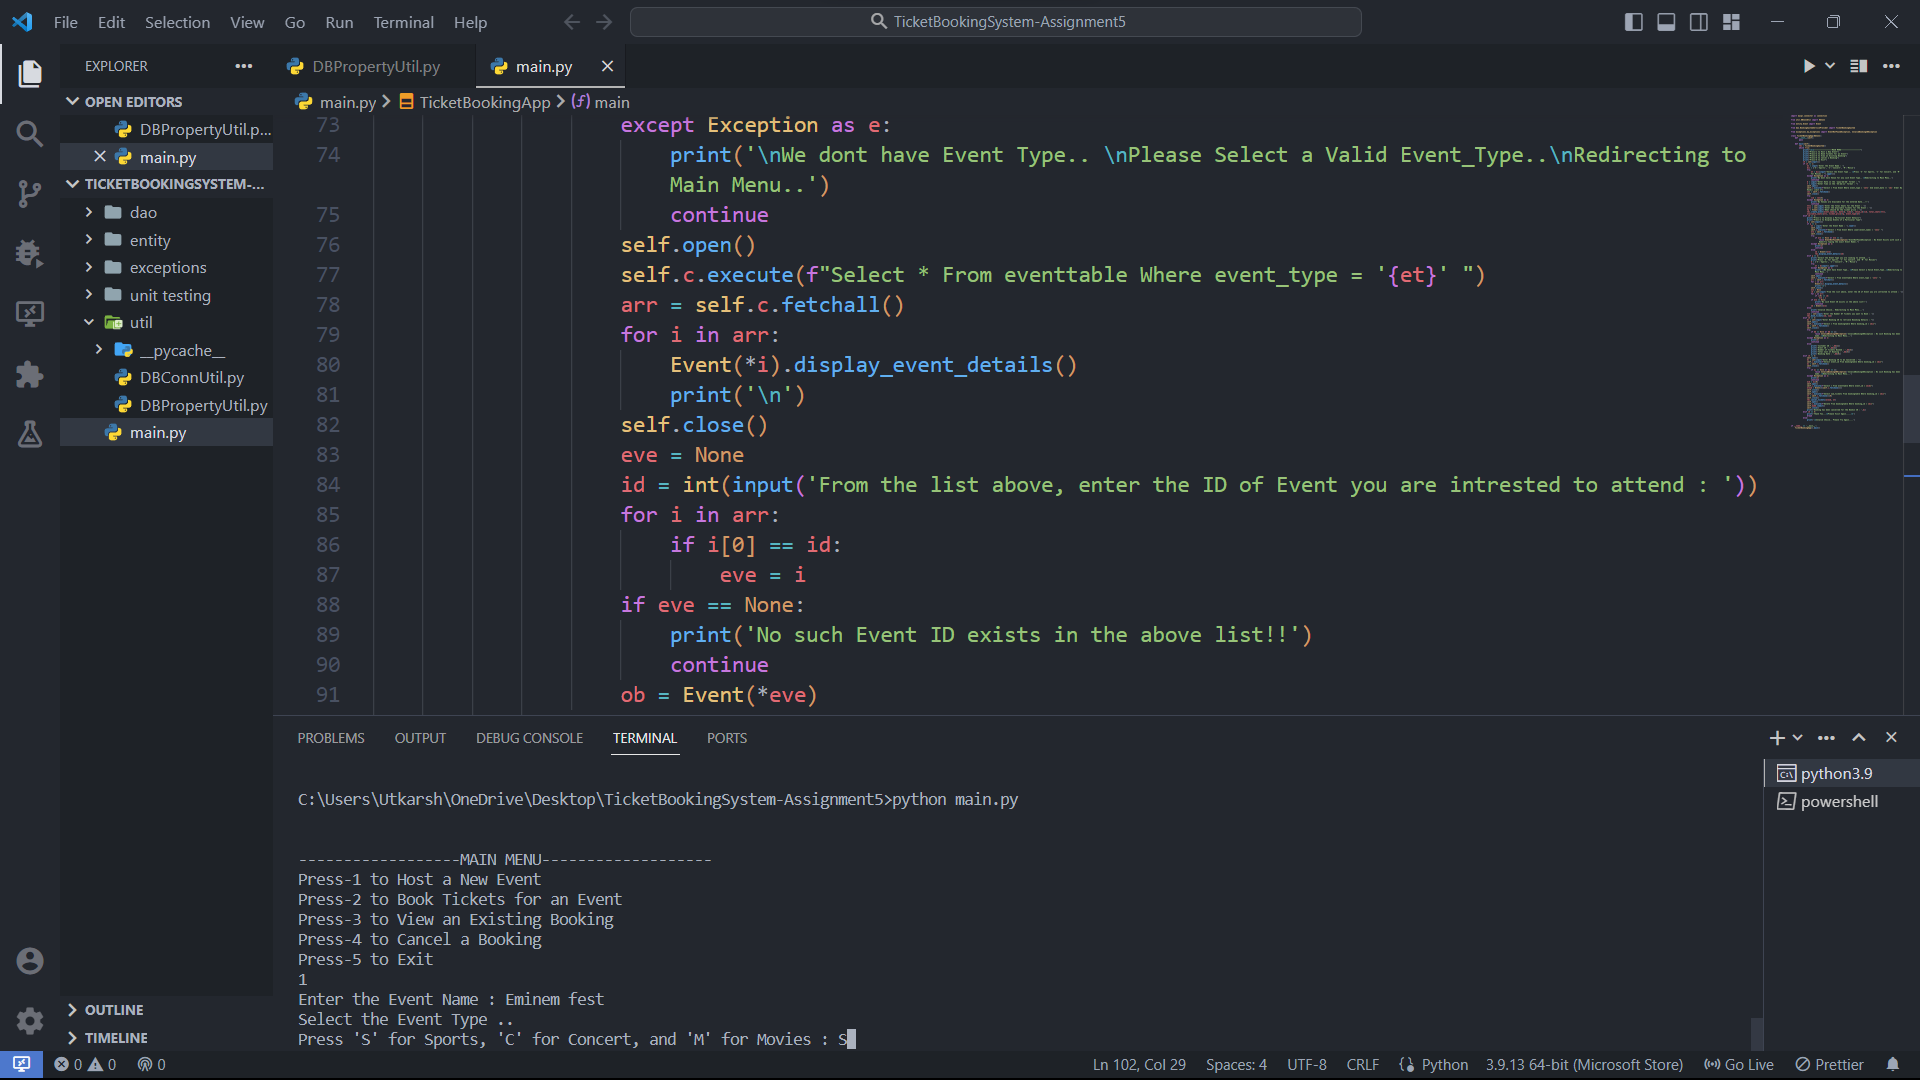 File Edit Selection View Go Run Terminal Help
TicketBookingSystem-Assignment5
EXPLORER
DBPropertyUtil.py
main.py
OPEN EDITORS
DBPropertyUtil.p...
main.py
TICKETBOOKINGSYSTEM-...
dao
entity
exceptions
unit testing
util
__pycache__
DBConnUtil.py
DBPropertyUtil.py
main.py
OUTLINE
TIMELINE
main.py > TicketBookingApp > main
73 except Exception as e:
74 print('\nWe dont have Event Type.. \nPlease Select a Valid Event_Type..\nRedirecting to
Main Menu..')
75 continue
76 self.open()
77 self.c.execute(f"Select * From eventtable Where event_type = '{et}' ")
78 arr = self.c.fetchall()
79 for i in arr:
80 Event(*i).display_event_details()
81 print('\n')
82 self.close()
83 eve = None
84 id = int(input('From the list above, enter the ID of Event you are intrested to attend : '))
85 for i in arr:
86 if i[0] == id:
87 eve = i
88 if eve == None:
89 print('No such Event ID exists in the above list!!')
90 continue
91 ob = Event(*eve)
PROBLEMS OUTPUT DEBUG CONSOLE TERMINAL PORTS
python3.9
powershell
C:\Users\Utkarsh\OneDrive\Desktop\TicketBookingSystem-Assignment5>python main.py
------------------MAIN MENU-------------------
Press-1 to Host a New Event
Press-2 to Book Tickets for an Event
Press-3 to View an Existing Booking
Press-4 to Cancel a Booking
Press-5 to Exit
1
Enter the Event Name : Eminem fest
Select the Event Type ..
Press 'S' for Sports, 'C' for Concert, and 'M' for Movies : S
0 0 0 Ln 102, Col 29 Spaces: 4 UTF-8 CRLF Python 3.9.13 64-bit (Microsoft Store) Go Live Prettier